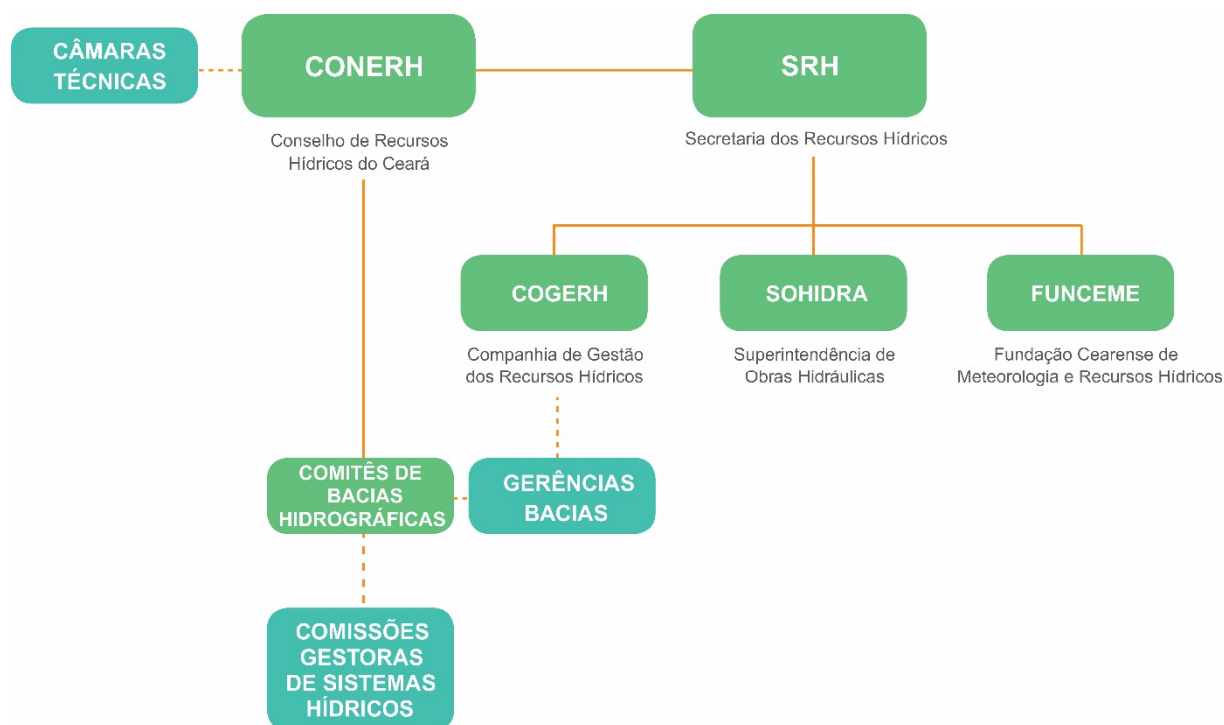 CÂMARAS
TÉCNICAS
CONERH
SRH
Conselho de Recursos
Hídricos do Ceará
Secretaria dos Recursos Hídricos
COGERH
SOHIDRA
FUNCEME
Companhia de Gestão
dos Recursos Hídricos
Superintendência de
Obras Hidráulicas
Fundação Cearense de
Meteorologia e Recursos Hídricos
COMITÊS DE
BACIAS
HIDROGRÁFICAS
GERÊNCIAS
BACIAS
COMISSÕES
GESTORAS
DE SISTEMAS
HÍDRICOS